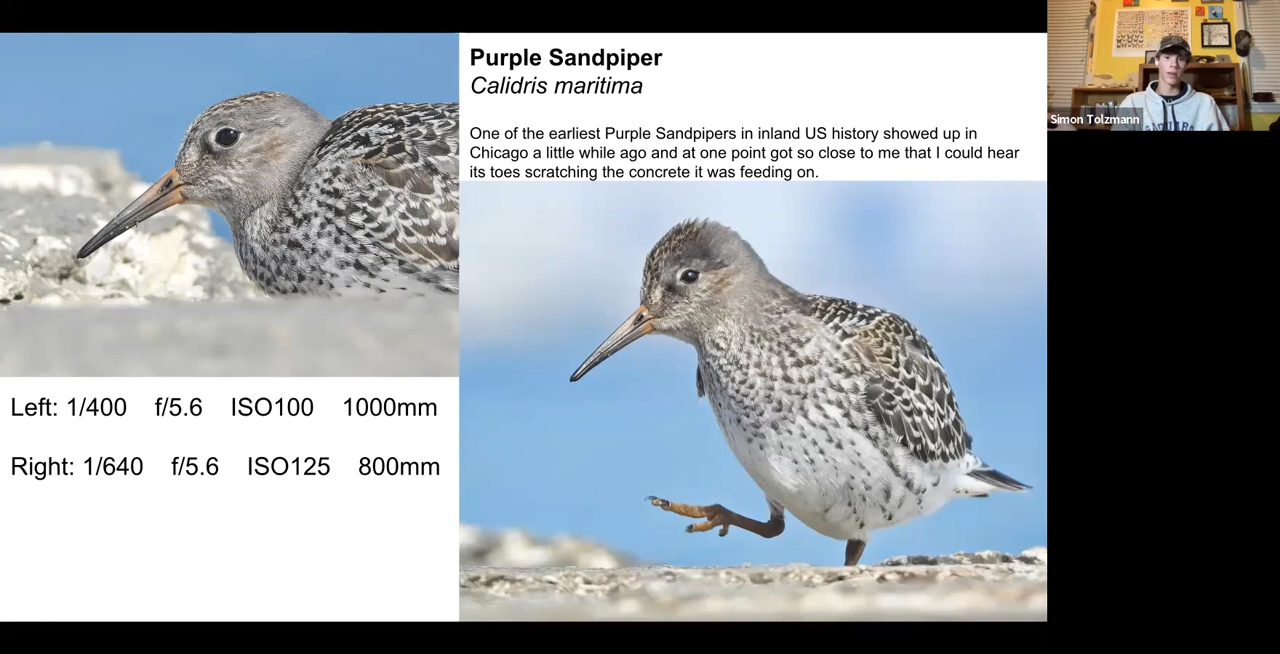 Purple Sandpiper
Calidris maritima
One of the earliest Purple Sandpipers in inland US history showed up in
Chicago a little while ago and at one point got so close to me that I could hear
its toes scratching the concrete it was feeding on.
Left: 1/400 f/5.6 ISO100 1000mm
Right: 1/640 f/5.6 ISO125 800mm
Simon Tolzmann